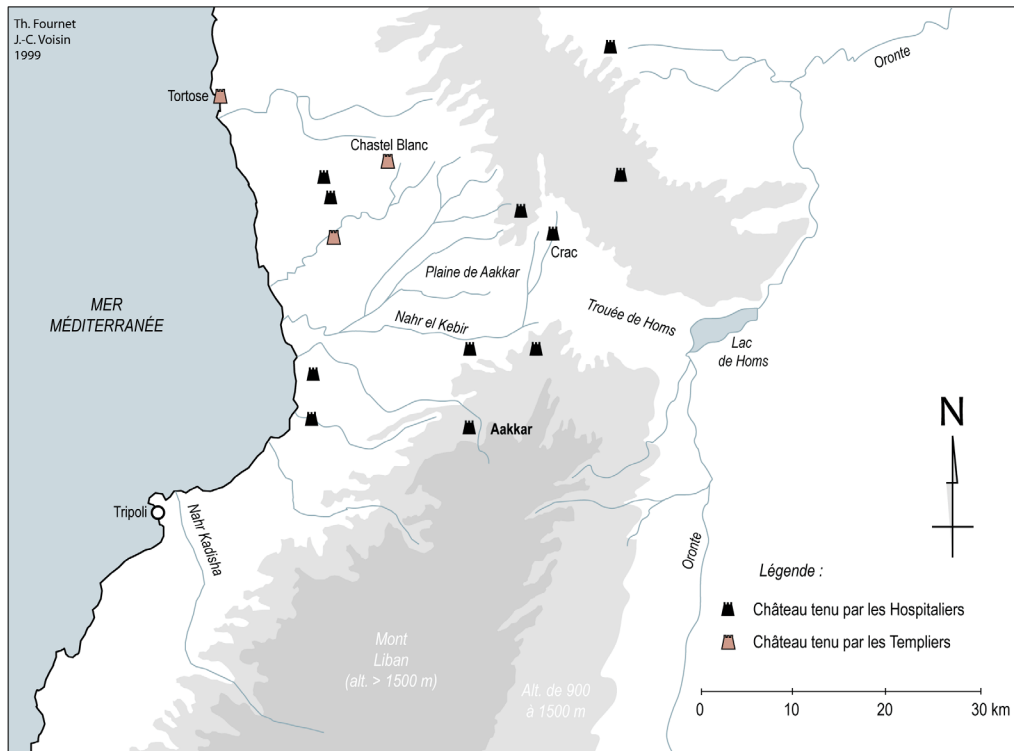 Th. Fournet
J.-C. Voisin
1999
Oronte
Tortose
Chastel Blanc
Crac
Plaine de Aakkar
MER
MÉDITERRANÉE
Trouée de Homs
Nahr el Kebir
Lac
de Homs
Aakkar
N
Tripoli
Nahr Kadisha
Oronte
Légende :
Château tenu par les Hospitaliers
Château tenu par les Templiers
Mont
Liban
(alt. > 1500 m)
Alt. de 900
à 1500 m
0 10 20 30 km